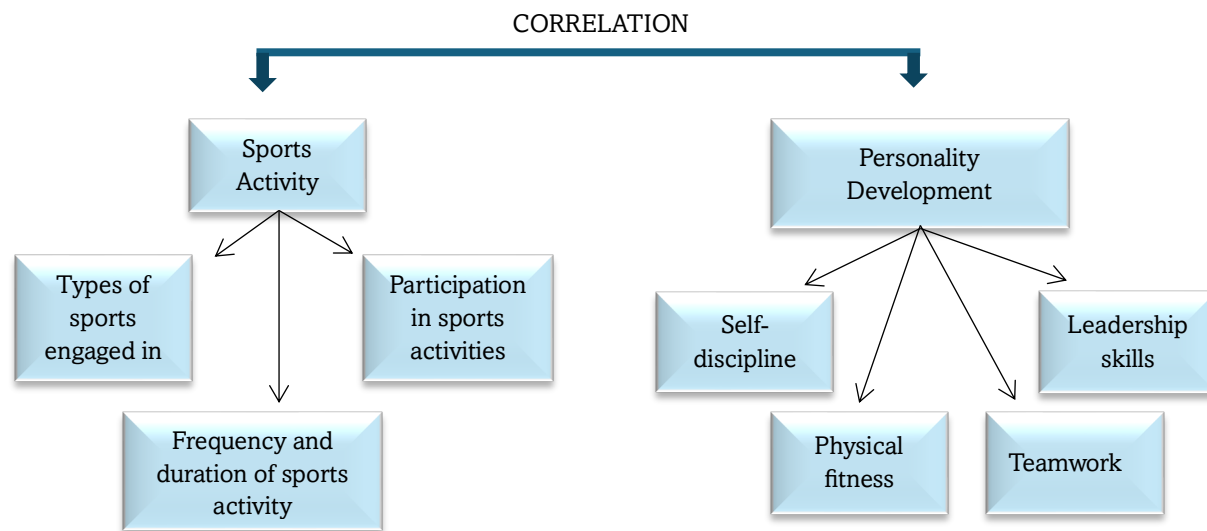 CORRELATION
Sports
Activity
Personality
Development
Types of
sports
engaged in
Participation
in sports
activities
Frequency and
duration of sports
activity
Self-
discipline
Leadership
skills
Physical
fitness
Teamwork